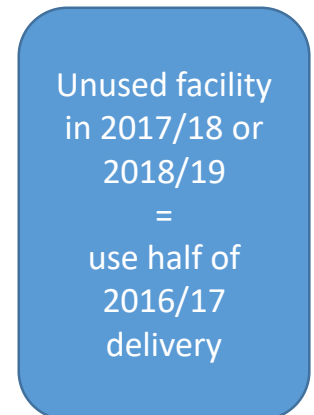 Unused facility
in 2017/18 or
2018/19
=
use half of
2016/17
delivery